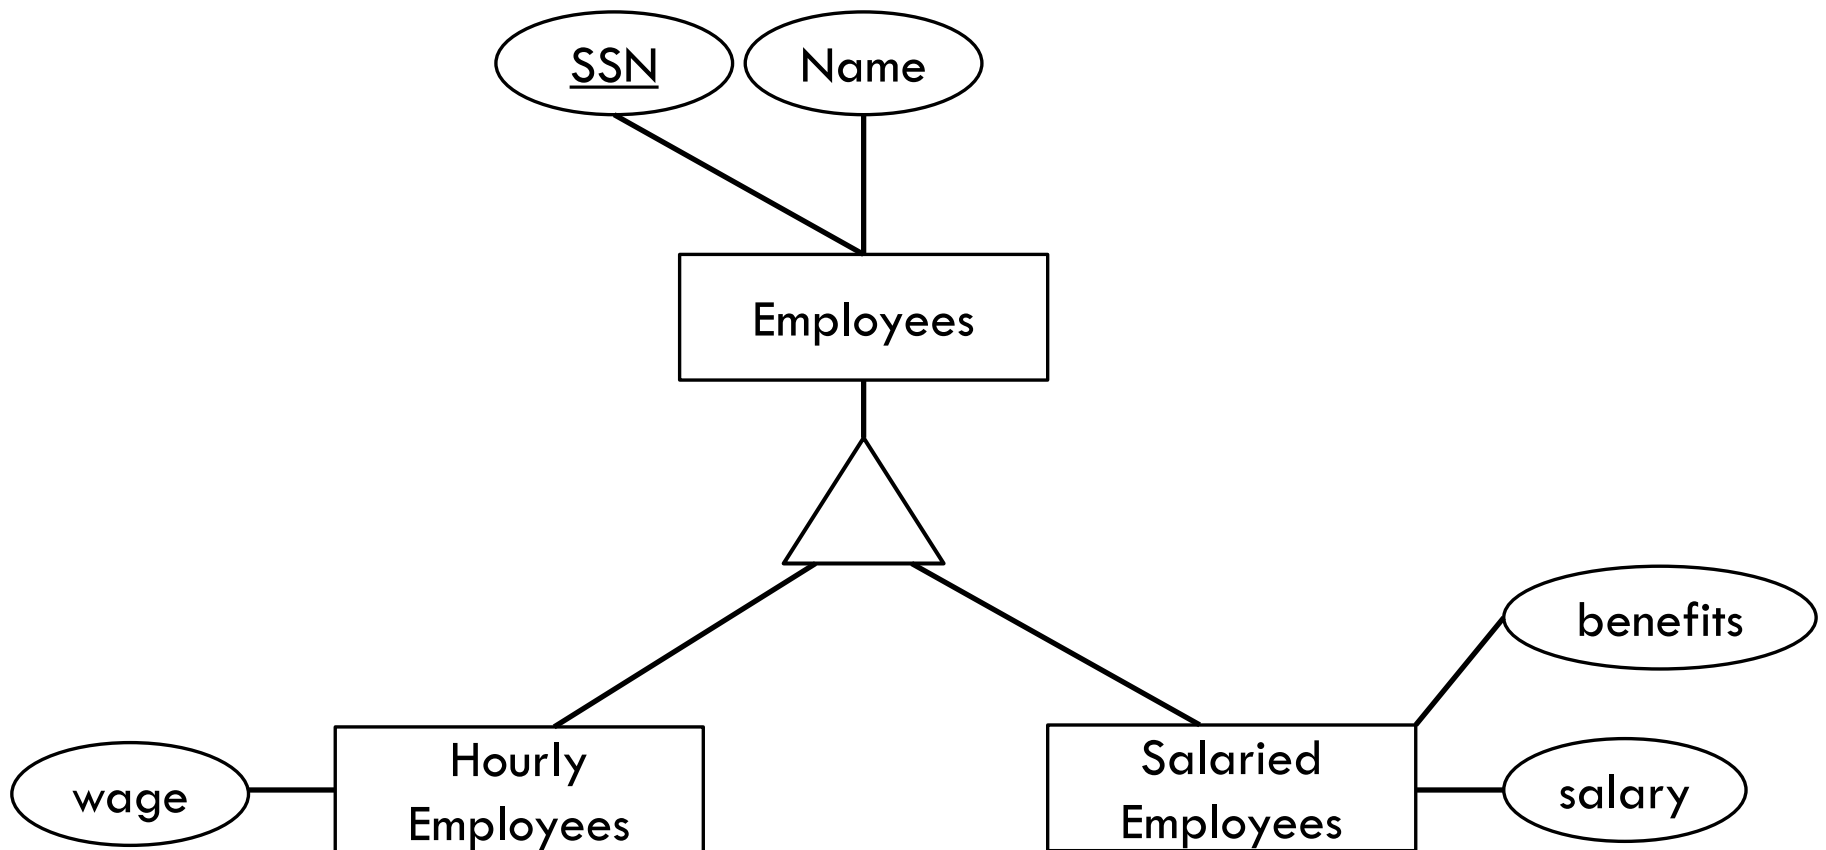 SSN
Name
Employees
benefits
Hourly
Employees
Salaried
Employees
wage
salary